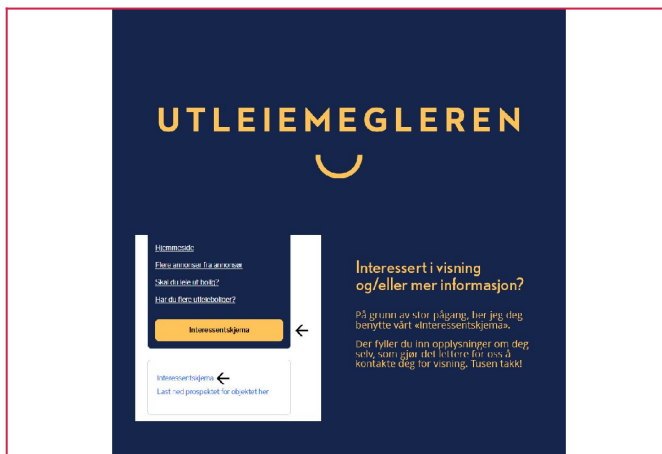 UTLEIEMEGLEREN
Hjemmeside
Flere annonser fra annonsør
Skal du leie ut bolig?
Har du flere utleieboliger?
Interessentskjema
Interessentskjema
Last ned prospektet for objektet her
Interessert i visning
og/eller mer informasjon?
På grunn av stor pågang, ber jeg deg
benytte vårt «Interessentskjema».
Der fyller du inn opplysninger om deg
selv, som gjør det lettere for oss å
kontakte deg for visning. Tusen takk!